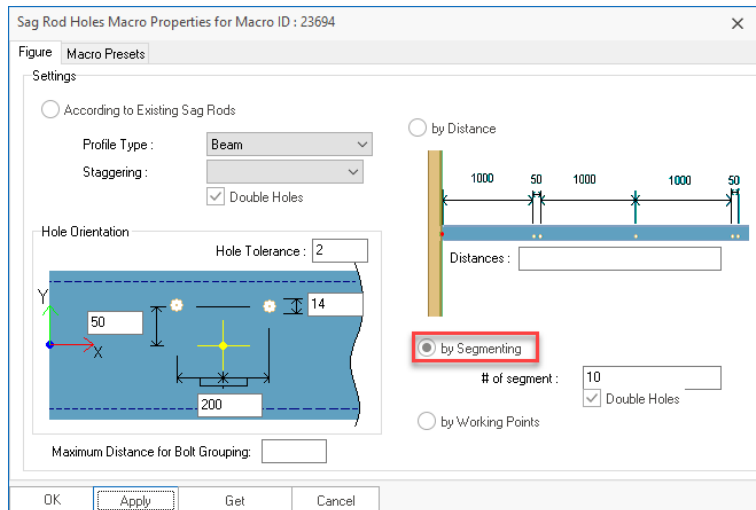 Sag Rod Holes Macro Properties for Macro ID : 23694
Figure Macro Presets
Settings
According to Existing Sag Rods
Profile Type : Beam
Staggering :
Double Holes
Hole Orientation
Hole Tolerance : 2
Y
X
50
14
200
Maximum Distance for Bolt Grouping:
by Distance
1000 50 1000 1000 50
Distances :
by Segmenting
# of segment : 10
Double Holes
by Working Points
OK Apply Get Cancel